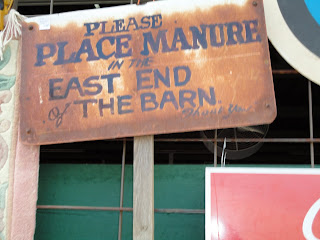 PLEASE
PLACE MANURE
IN THE
EAST END
Of THE BARN